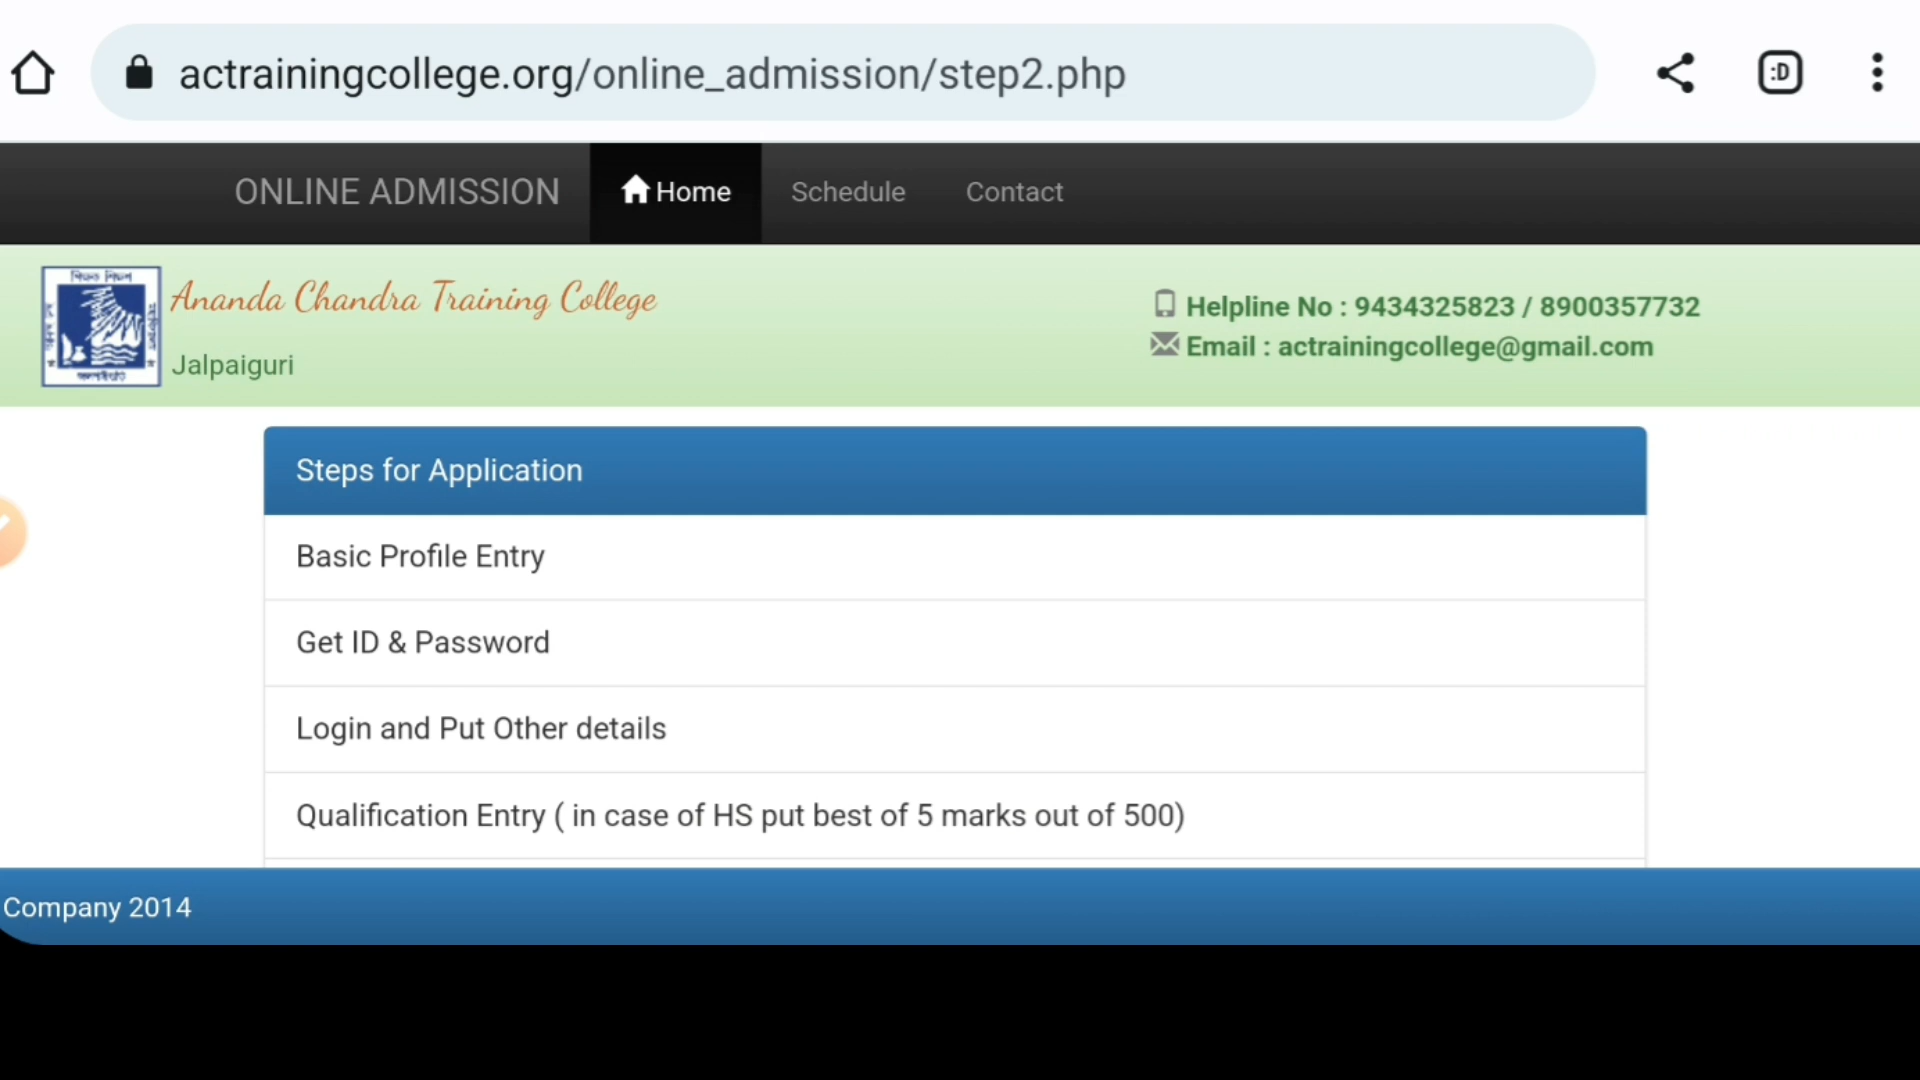 actrainingcollege.org/online_admission/step2.php
:D
ONLINE ADMISSION Home Schedule Contact
Ananda Chandra Training College
Jalpaiguri
Helpline No : 9434325823 / 8900357732
Email : actrainingcollege@gmail.com
Steps for Application
Basic Profile Entry
Get ID & Password
Login and Put Other details
Qualification Entry ( in case of HS put best of 5 marks out of 500)
Company 2014